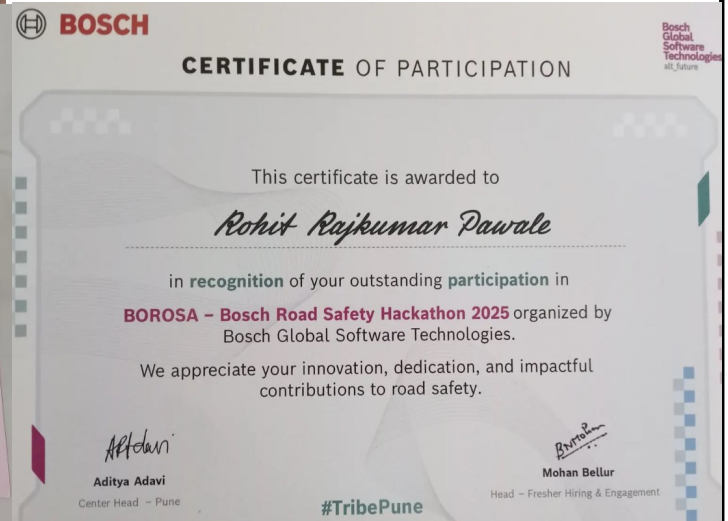 BOSCH
Bosch
Global
Software
Technologies
alt_future
CERTIFICATE OF PARTICIPATION
This certificate is awarded to
Rohit Rajkumar Pawale
in recognition of your outstanding participation in
BOROSA – Bosch Road Safety Hackathon 2025 organized by
Bosch Global Software Technologies.
We appreciate your innovation, dedication, and impactful
contributions to road safety.
Aditya Adavi
Center Head – Pune
Mohan Bellur
Head – Fresher Hiring & Engagement
#TribePune